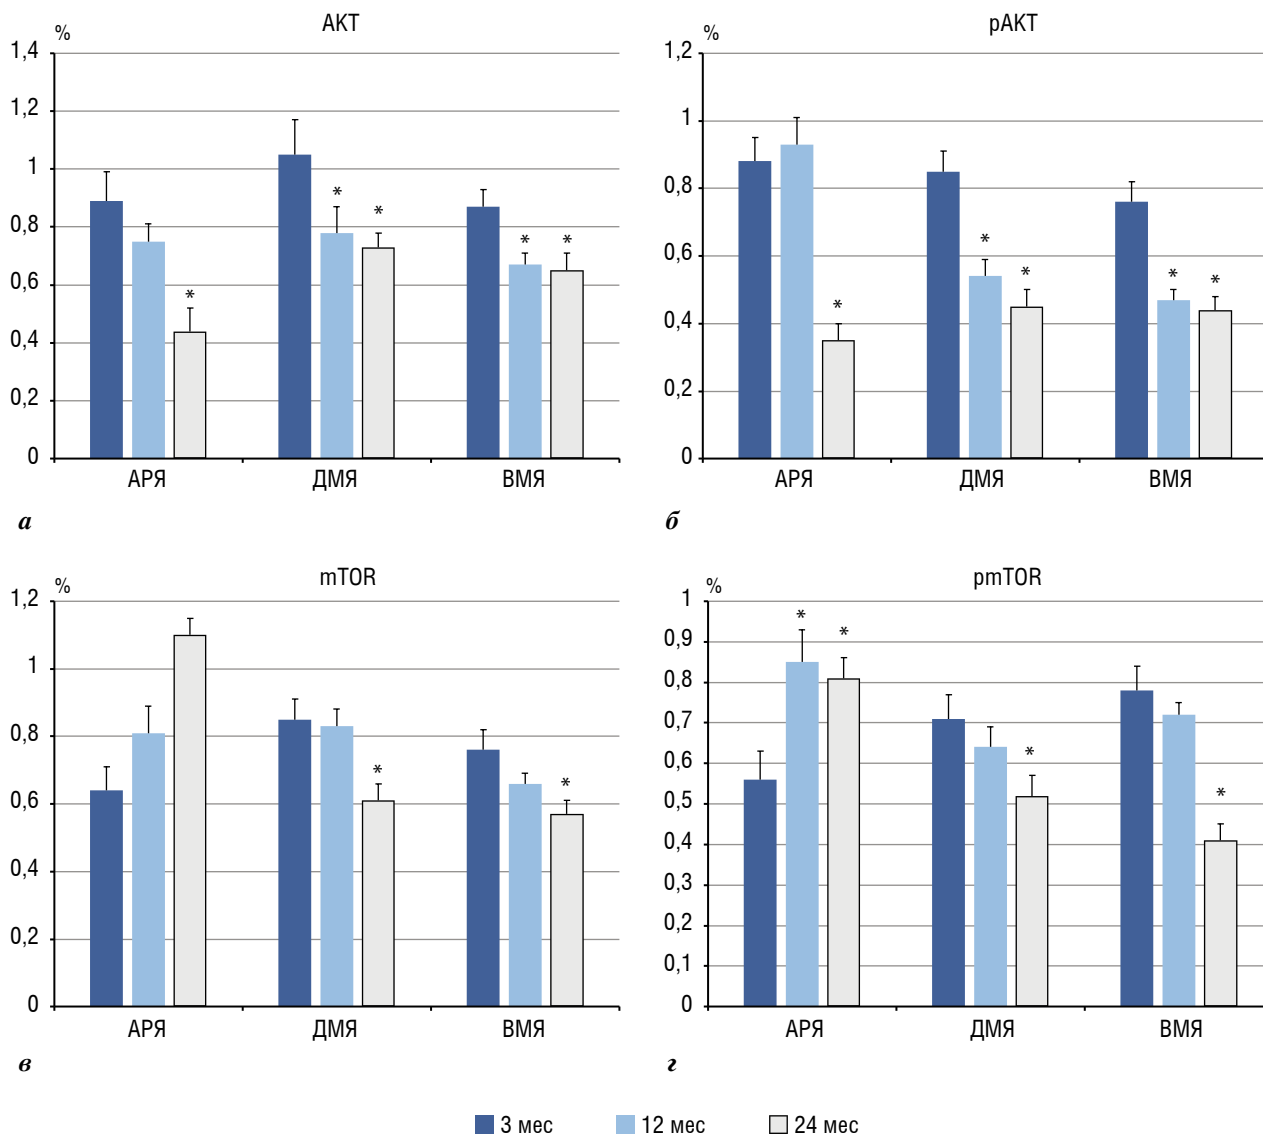 AKT
%
1,4
1,2
1
0,8
0,6
0,4
0,2
0
* * * * *
АРЯ ДМЯ ВМЯ
а
pAKT
%
1,2
1
0,8
0,6
0,4
0,2
0
* * * * *
АРЯ ДМЯ ВМЯ
б
mTOR
%
1,2
1
0,8
0,6
0,4
0,2
0
* *
АРЯ ДМЯ ВМЯ
в
pmTOR
%
1
0,9
0,8
0,7
0,6
0,5
0,4
0,3
0,2
0,1
0
* * * *
АРЯ ДМЯ ВМЯ
г
3 мес 12 мес 24 мес